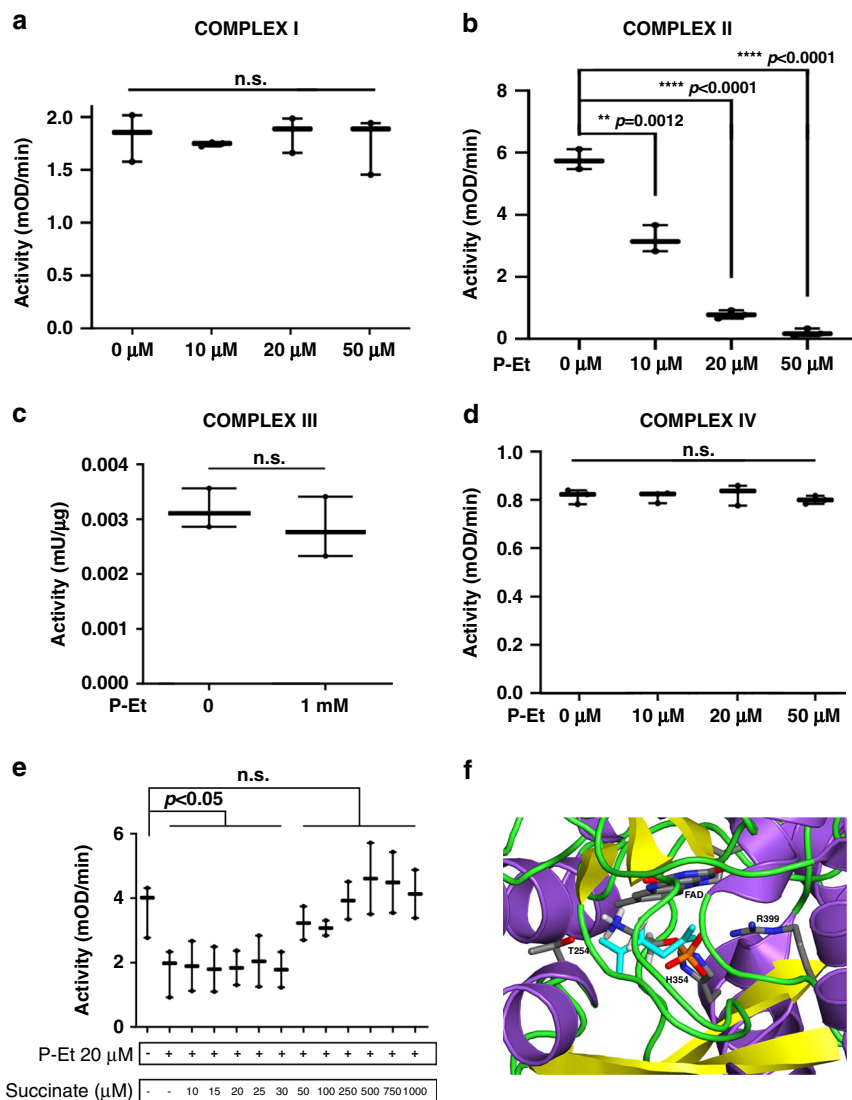 a
COMPLEX I
n.s.
Activity (mOD/min)
2.0
1.5
1.0
0.5
0.0
0 µM 10 µM 20 µM 50 µM
b
COMPLEX II
**** p<0.0001
**** p<0.0001
** p=0.0012
Activity (mOD/min)
8
6
4
2
0
P-Et 0 µM 10 µM 20 µM 50 µM
c
COMPLEX III
n.s.
Activity (mU/µg)
0.004
0.003
0.002
0.001
0.000
P-Et 0 1 mM
d
COMPLEX IV
n.s.
Activity (mOD/min)
1.0
0.8
0.6
0.4
0.2
0.0
P-Et 0 µM 10 µM 20 µM 50 µM
e
n.s.
p<0.05
Activity (mOD/min)
6
4
2
0
P-Et 20 µM - + + + + + + + + + + + +
Succinate (µM) - - 10 15 20 25 30 50 100 250 500 750 1000
f
FAD
R399
T254
H354